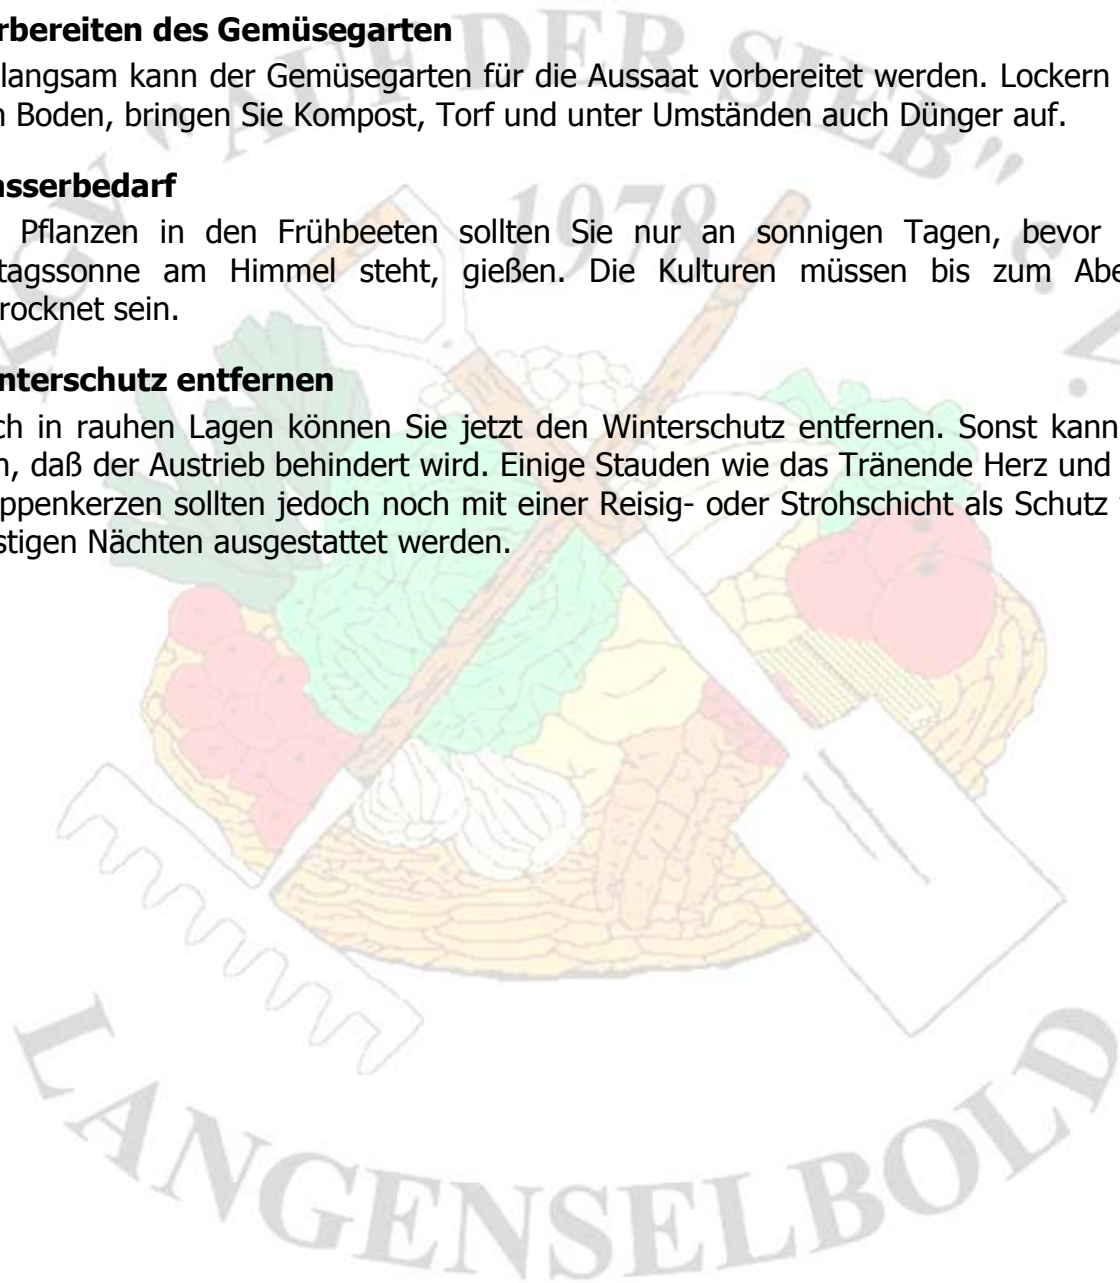 rbereiten des Gemüsegarten
langsam kann der Gemüsegarten für die Aussaat vorbereitet werden. Lockern
n Boden, bringen Sie Kompost, Torf und unter Umständen auch Dünger auf.
asserbedarf
Pflanzen in den Frühbeeten sollten Sie nur an sonnigen Tagen, bevor
tagssonne am Himmel steht, gießen. Die Kulturen müssen bis zum Abe
rocknet sein.
nterschutz entfernen
ch in rauhen Lagen können Sie jetzt den Winterschutz entfernen. Sonst kann
n, daß der Austrieb behindert wird. Einige Stauden wie das Tränende Herz und
ppenkerzen sollten jedoch noch mit einer Reisig- oder Strohschicht als Schutz
stigen Nächten ausgestattet werden.
KGV "AUF DER SIEB" e.V.
1978
LANGENSELBOLD